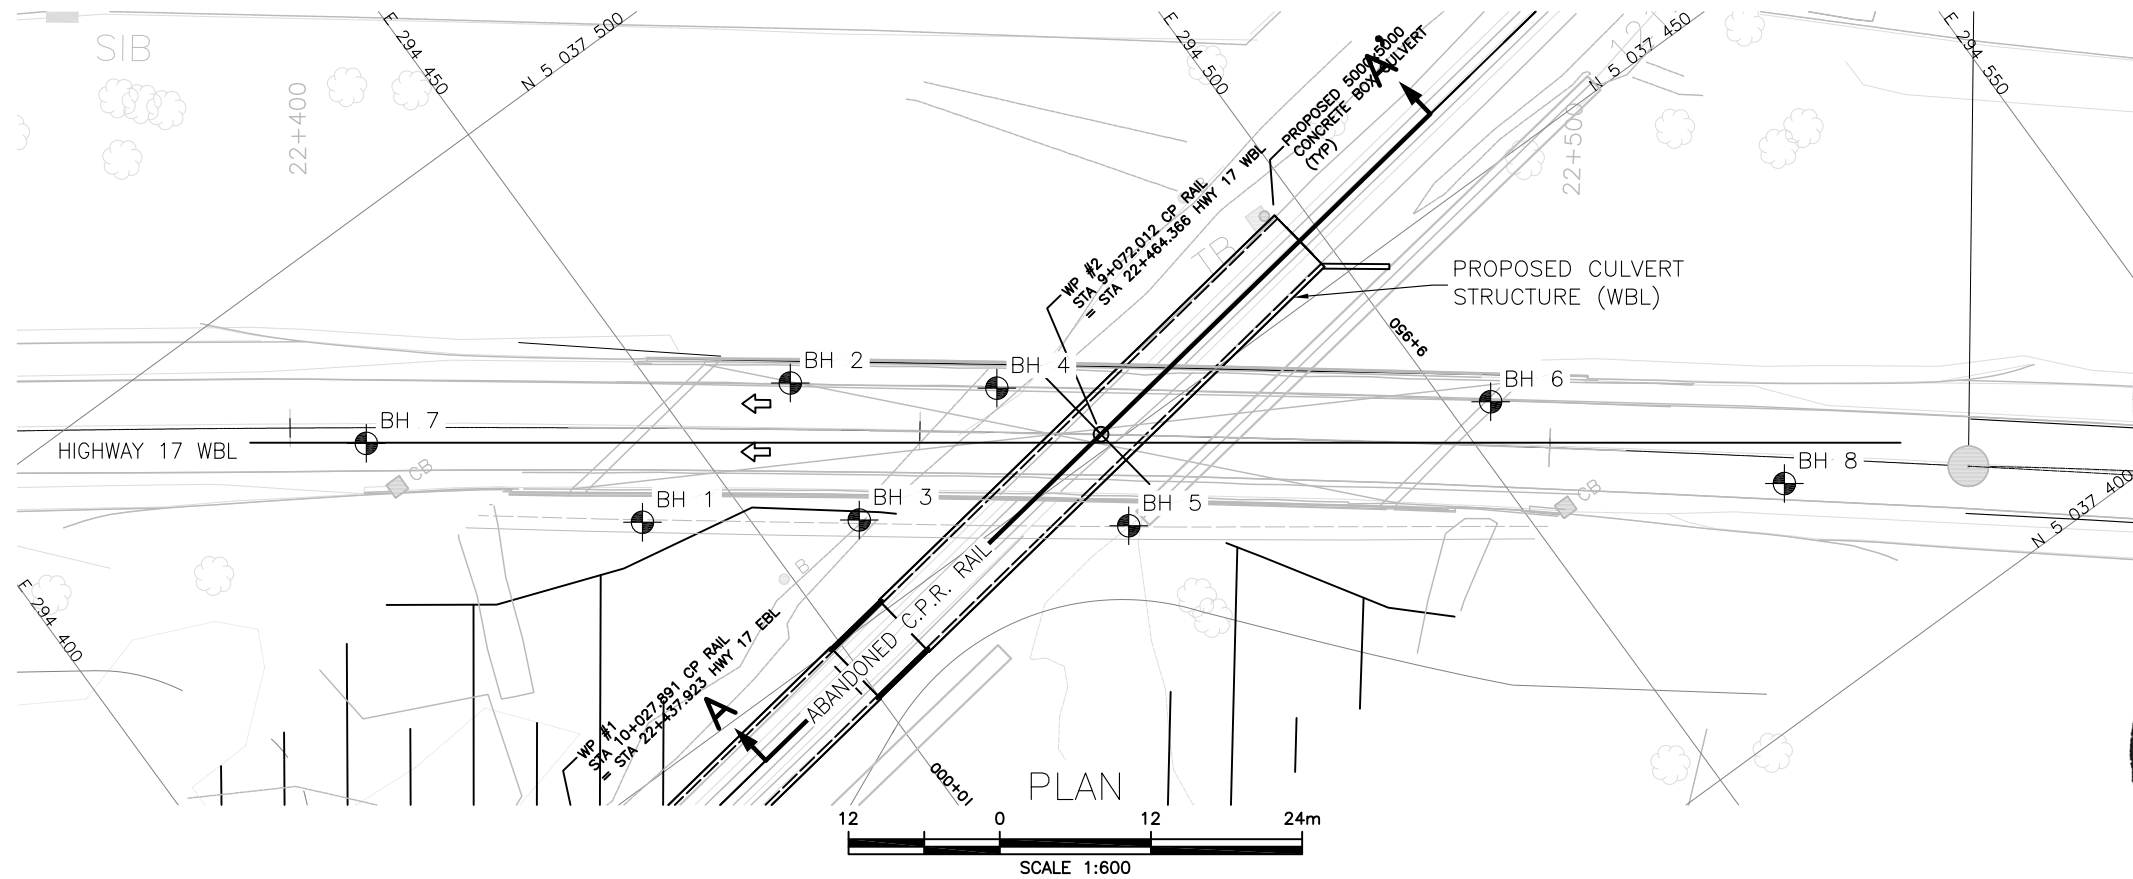 SIB
22+400
E 294 450
N 5 037 500
E 294 500
PROPOSED 5000x5000
CONCRETE BOX CULVERT
(TYP)
A'
12
N 5 037 450
22+500
E 294 550
WP #2
STA 9+072.012 CP RAIL
= STA 22+464.366 HWY 17 WBL
TB
PROPOSED CULVERT
STRUCTURE (WBL)
9+950
BH 2
BH 4
BH 6
BH 7
HIGHWAY 17 WBL
CB
BH 8
BH 1
BH 3
BH 5
CB
N 5 037 400
B
E 294 400
ABANDONED C.P.R. RAIL
WP #1
STA 10+027.891 CP RAIL
= STA 22+437.923 HWY 17 EBL
A
10+000
PLAN
12 0 12 24m
SCALE 1:600